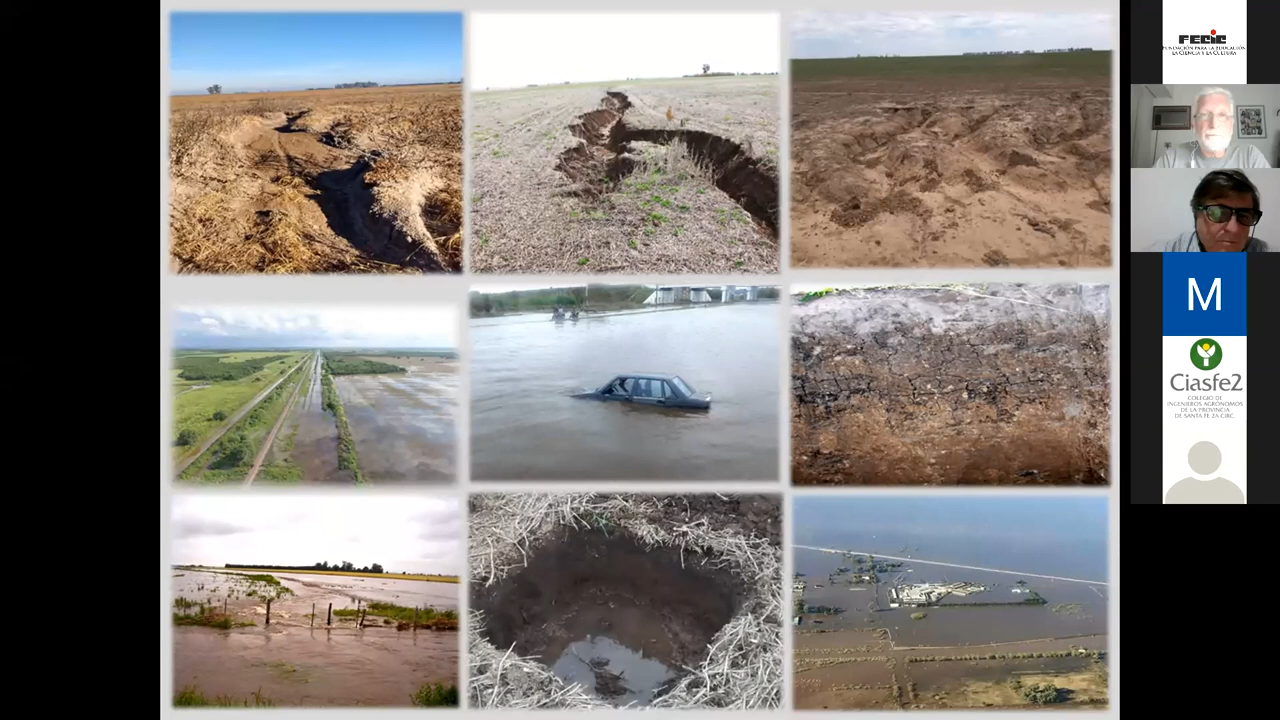 FECIC
FUNDACIÓN PARA LA EDUCACIÓN
LA CIENCIA Y LA CULTURA
M
Ciasfe2
COLEGIO DE
INGENIEROS AGRÓNOMOS
DE LA PROVINCIA
DE SANTA FE 2A CIRC.